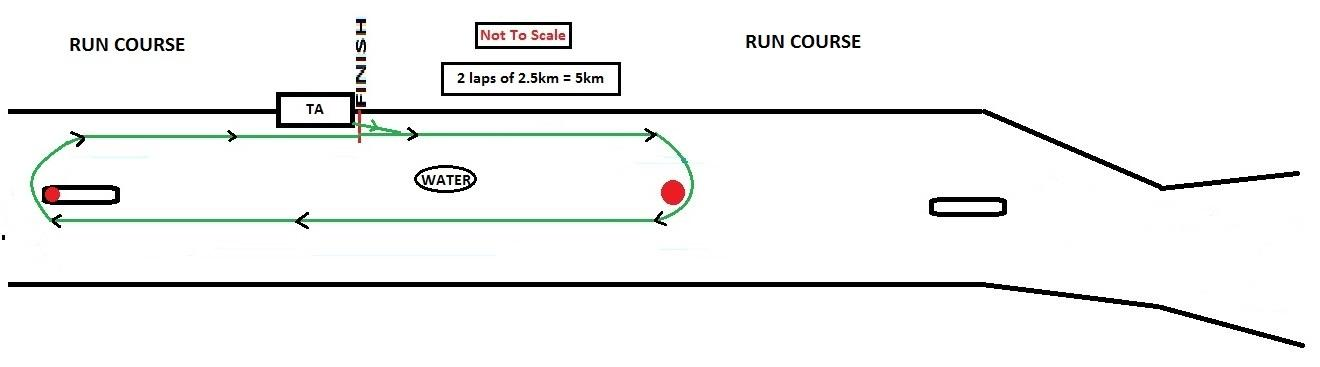 RUN COURSE
FINISH
Not To Scale
RUN COURSE
2 laps of 2.5km = 5km
TA
WATER